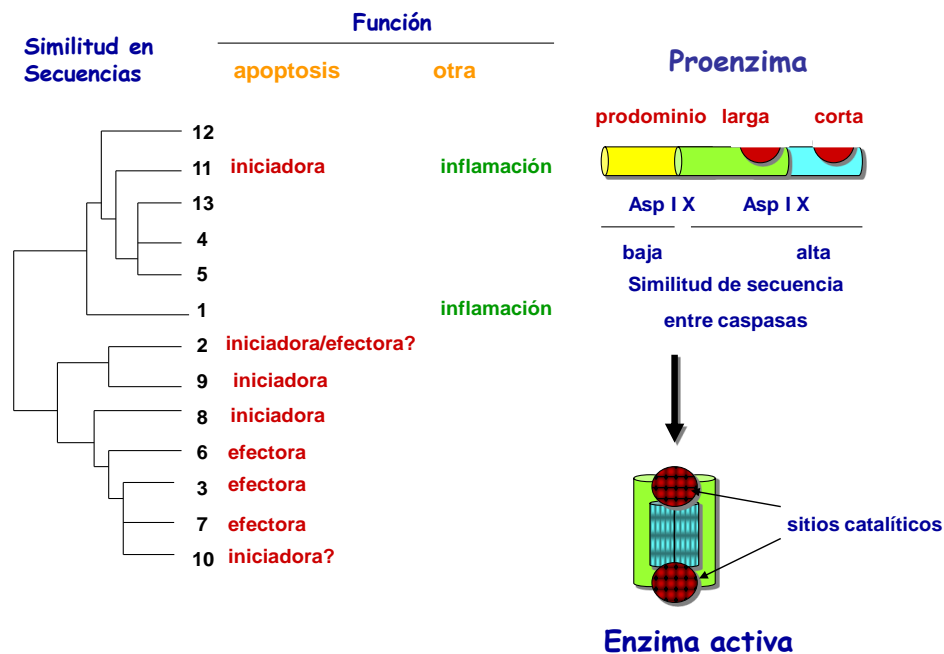 Función
Similitud en
Secuencias
apoptosis otra
12
11 iniciadora inflamación
13
4
5
1 inflamación
2 iniciadora/efectora?
9 iniciadora
8 iniciadora
6 efectora
3 efectora
7 efectora
10 iniciadora?
Proenzima
prodominio larga corta
Asp I X Asp I X
baja alta
Similitud de secuencia
entre caspasas
sitios catalíticos
Enzima activa